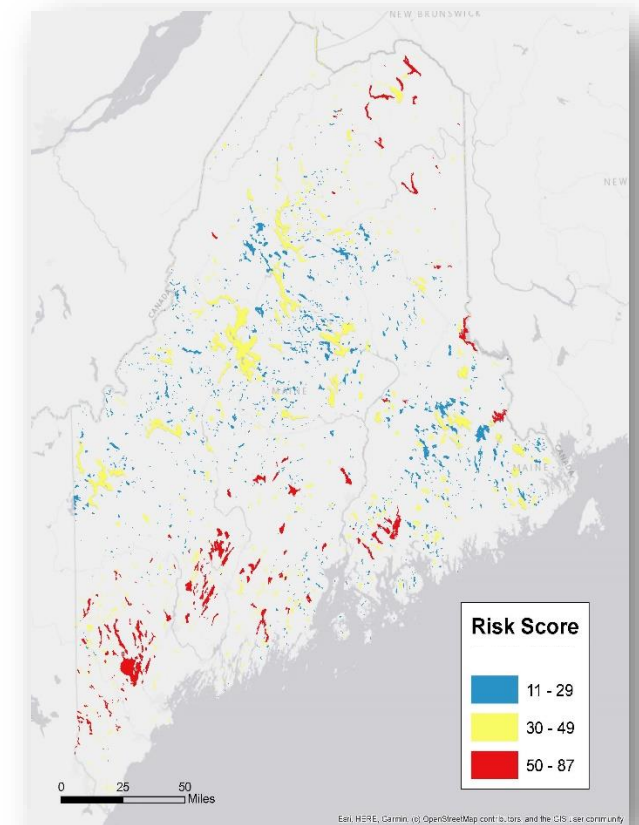 NEW BRUNSWICK
NEW
CANADA
MAINE
MAINE
CANADA
Risk Score
11 - 29
30 - 49
50 - 87
0 25 50
Miles
Esri, HERE, Garmin, (c) OpenStreetMap contributors, and the GIS user community